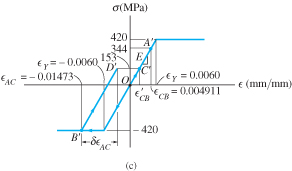 σ(MPa)
420
344
A′
153
E
C′
D′
ϵ_Y = – 0.0060
ϵ_AC = – 0.01473
O
ϵ_Y = 0.0060
ϵ (mm/mm)
ϵ′_CB
ϵ_CB = 0.004911
B′
δϵ_AC
– 420
(c)